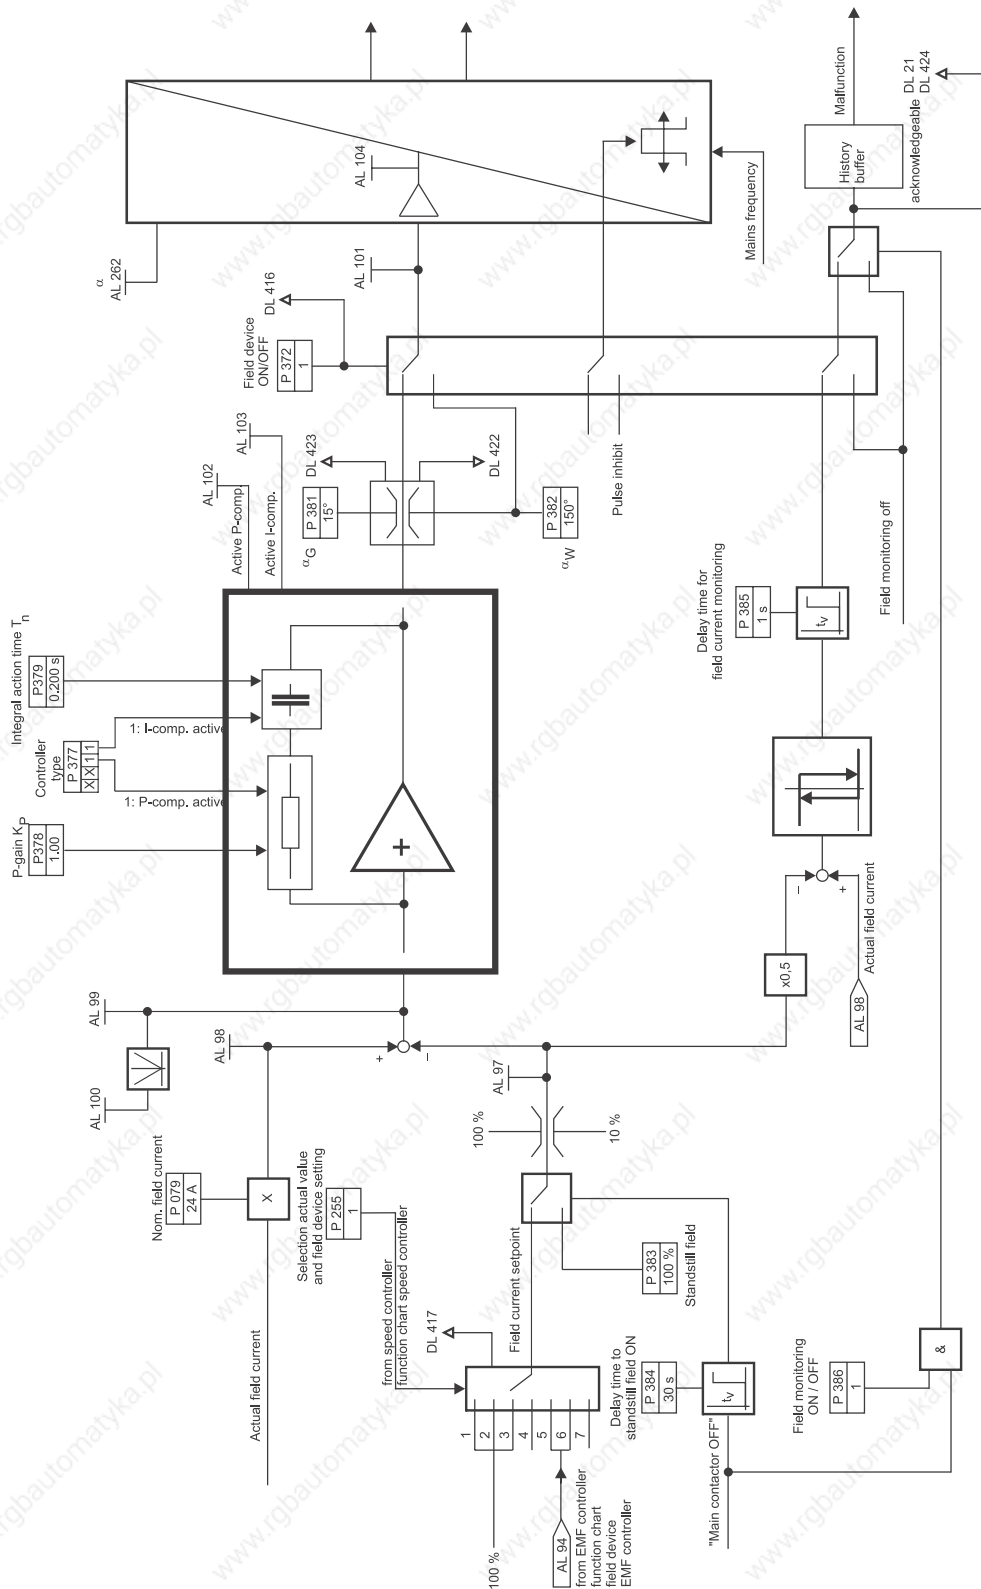 Actual field current
Nom. field current
P 079
24 A
X
Selection actual value
and field device setting
P 255
1
from speed controller
function chart speed controller
DL 417
1
2
3
4
5
6
7
100 %
AL 94
from EMF controller
function chart
field device
EMF controller
Field current setpoint
Delay time to
standstill field ON
P 384
30 s
tv
"Main contactor OFF"
P 383
100 %
Standstill field
Field monitoring
ON / OFF
P 386
1
&
100 %
10 %
AL 97
AL 100
AL 99
AL 98
+
–
P-gain KP
P378
1.00
Controller
type
P 377
X X 1 1
Integral action time Tn
P379
0.200 s
1: I-comp. active
1: P-comp. active
+
AL 102
AL 103
Active P-comp.
Active I-comp.
αG
P 381
15°
DL 423
DL 422
P 382
150°
αW
Field device
ON/OFF
P 372
1
DL 416
AL 101
α
AL 262
AL 104
Mains frequency
Pulse inhibit
x0,5
–
+
AL 98
Actual field current
Delay time for
field current monitoring
P 385
1 s
tv
Field monitoring off
History
buffer
Malfunction
acknowledgeable
DL 21
DL 424
www.rgbautomatyka.pl